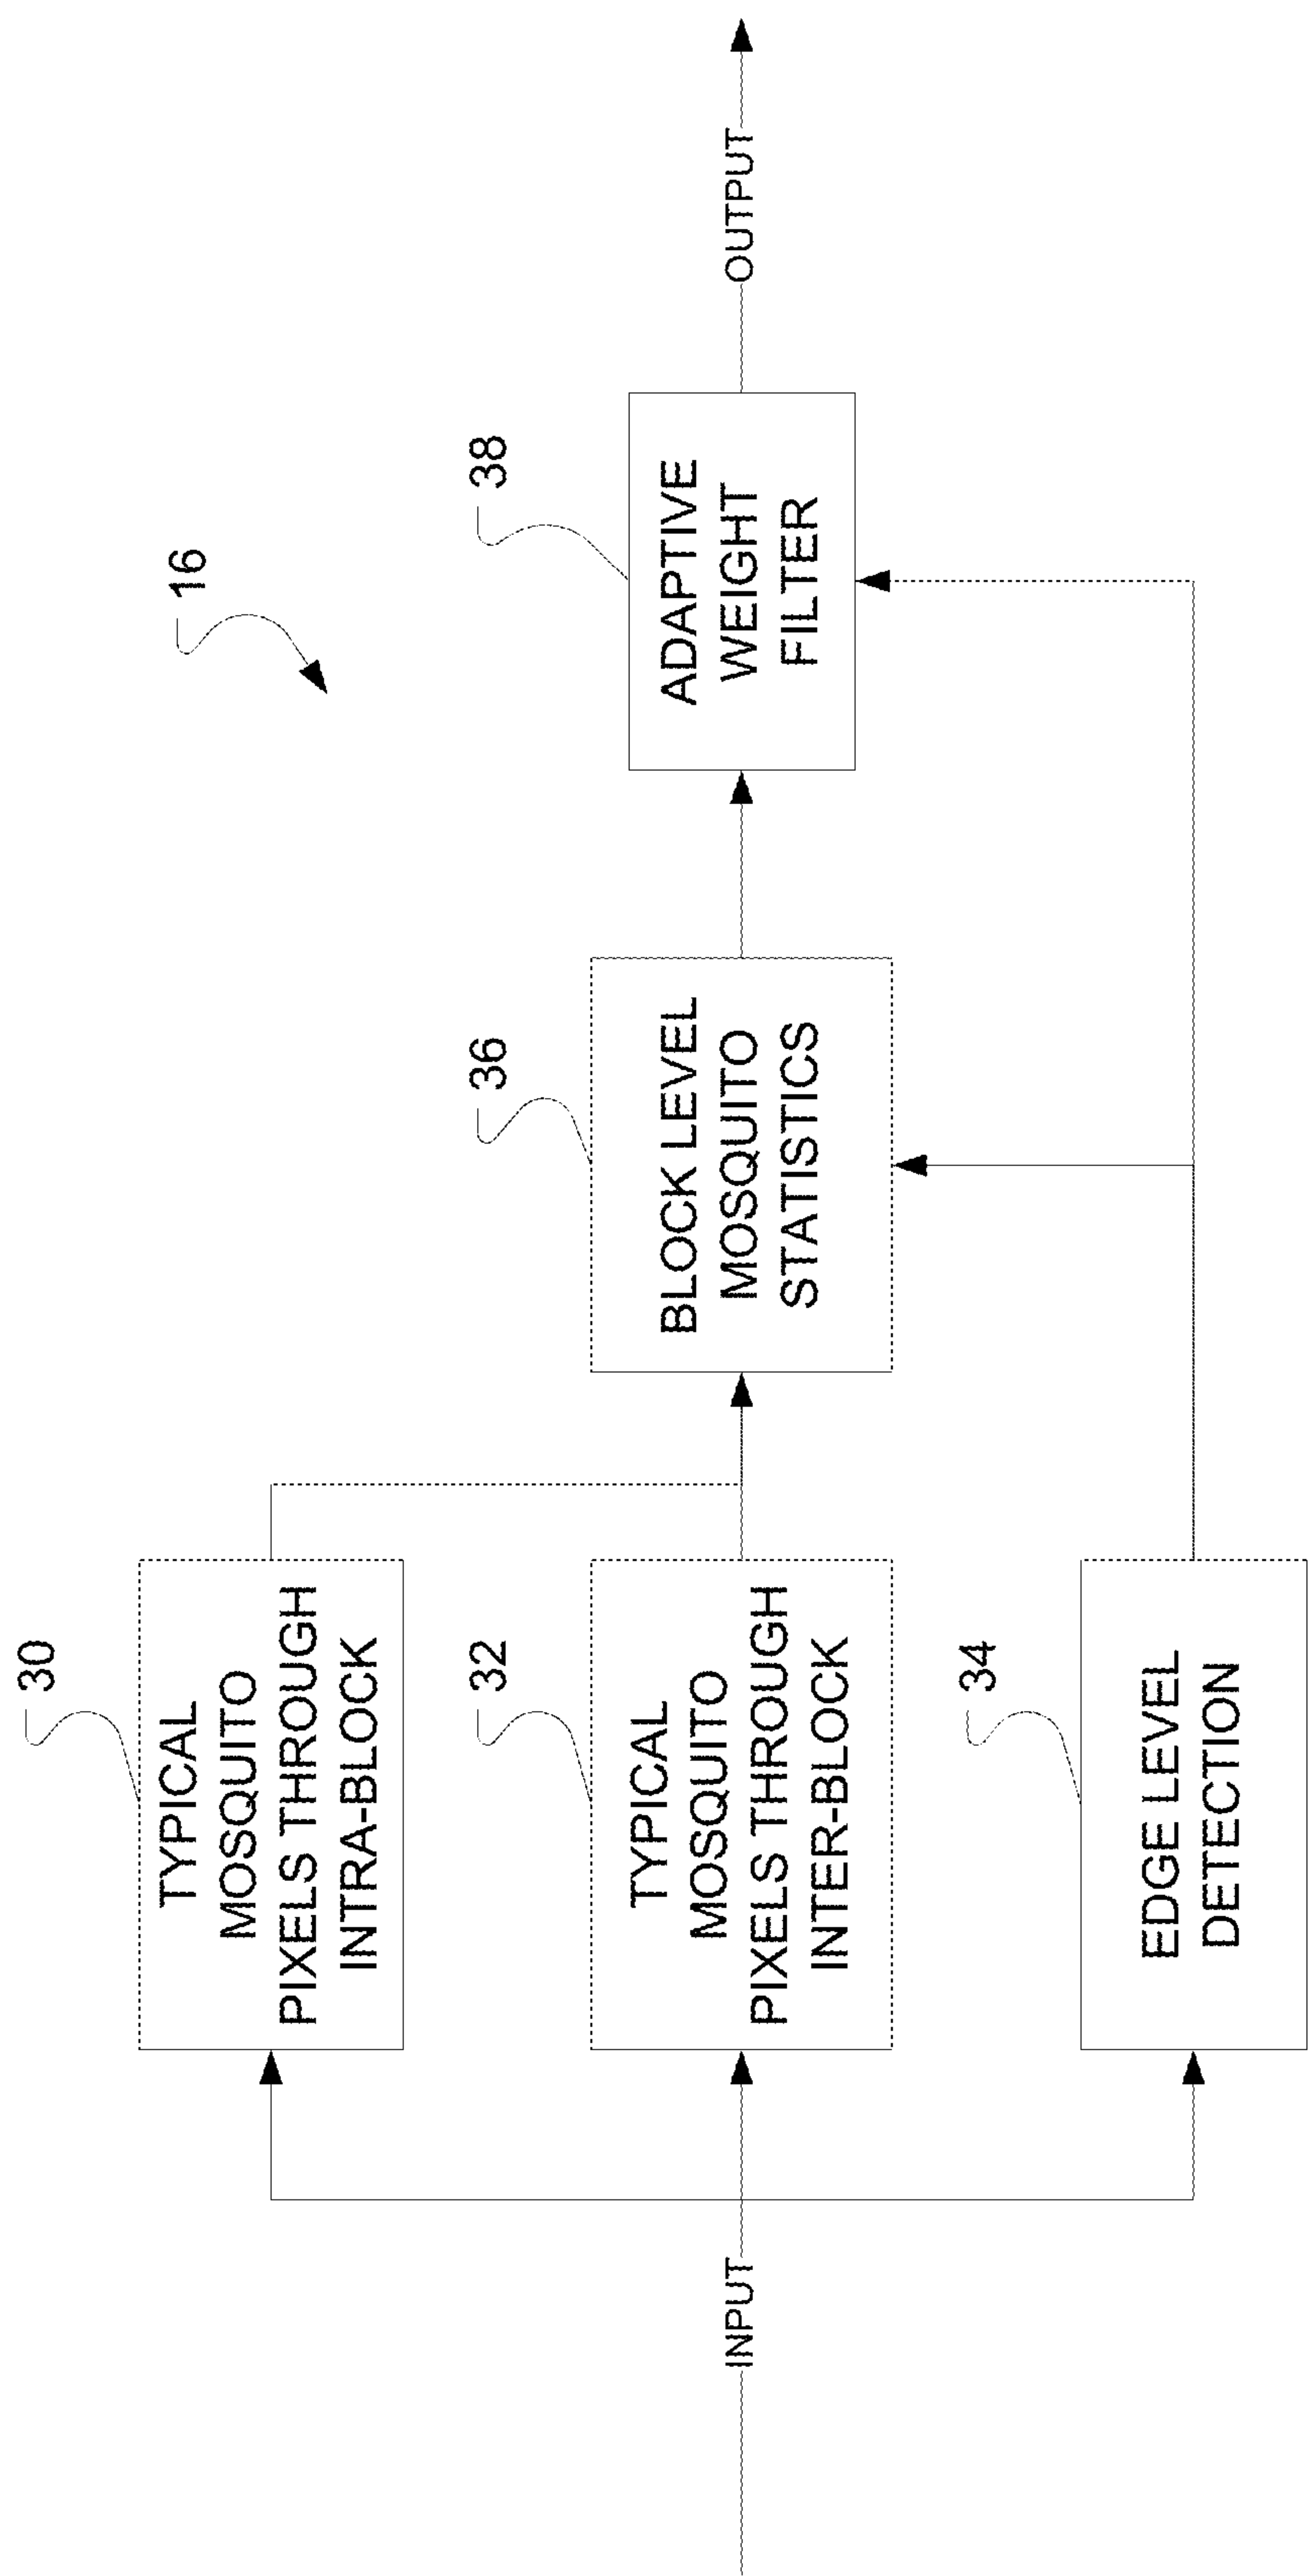 16
30
TYPICAL
MOSQUITO
PIXELS THROUGH
INTRA-BLOCK
INPUT
32
TYPICAL
MOSQUITO
PIXELS THROUGH
INTER-BLOCK
36
BLOCK LEVEL
MOSQUITO
STATISTICS
38
ADAPTIVE
WEIGHT
FILTER
OUTPUT
34
EDGE LEVEL
DETECTION